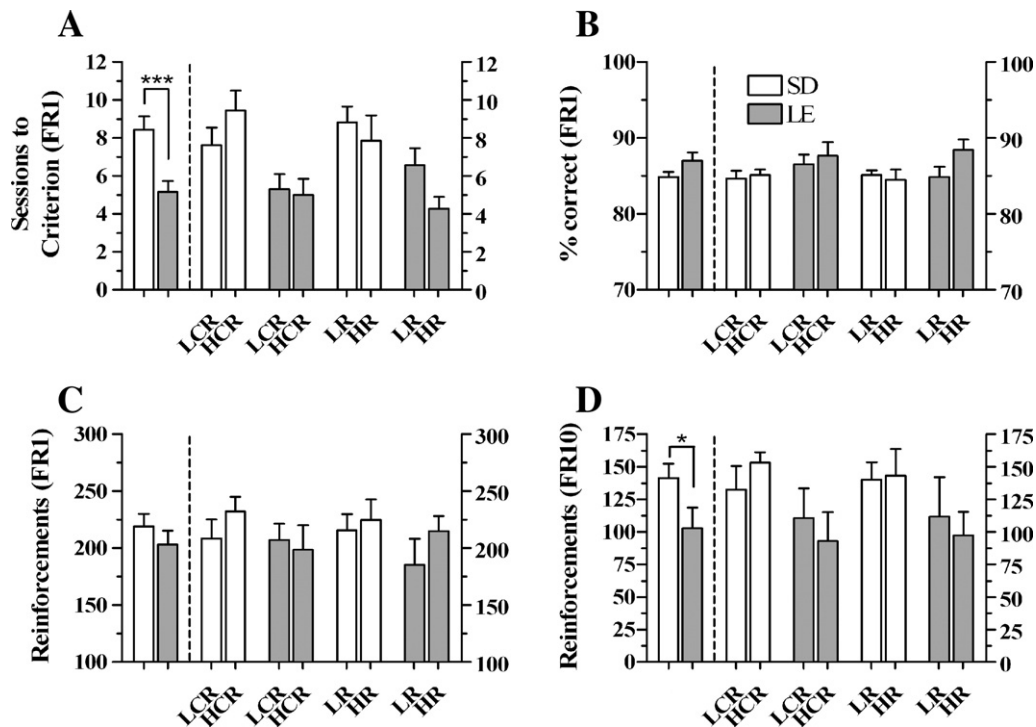 A
Sessions to
Criterion (FR1)
12
10
8
6
4
2
0
***
12
10
8
6
4
2
0
LCR
HCR
LCR
HCR
LR
HR
LR
HR
B
% correct (FR1)
100
90
80
70
SD
LE
100
90
80
70
LCR
HCR
LCR
HCR
LR
HR
LR
HR
C
Reinforcements (FR1)
300
250
200
150
100
300
250
200
150
100
LCR
HCR
LCR
HCR
LR
HR
LR
HR
D
Reinforcements (FR10)
175
150
125
100
75
50
25
0
*
175
150
125
100
75
50
25
0
LCR
HCR
LCR
HCR
LR
HR
LR
HR